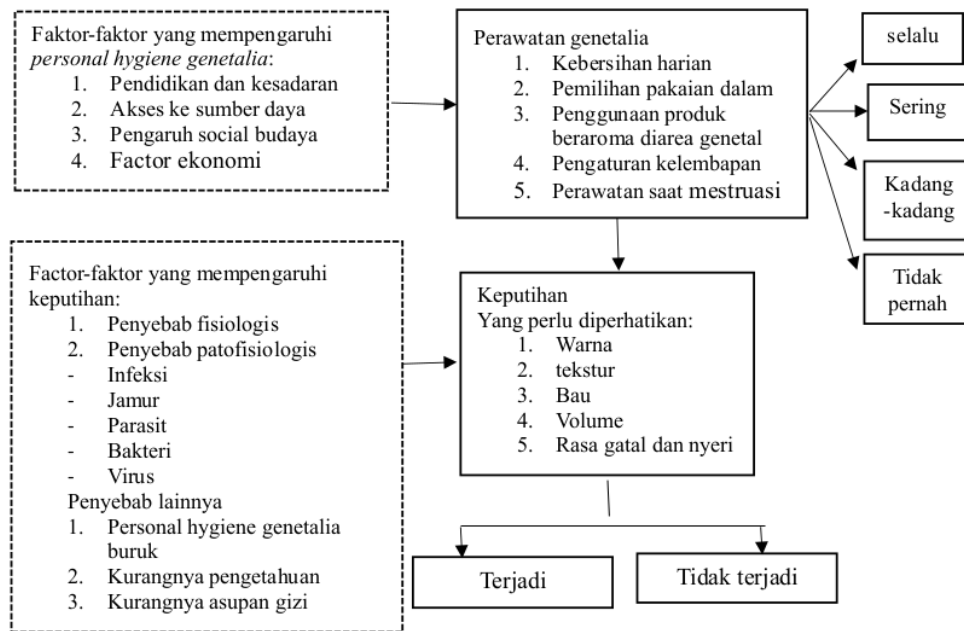 Faktor-faktor yang mempengaruhi
personal hygiene genetalia:
1. Pendidikan dan kesadaran
2. Akses ke sumber daya
3. Pengaruh social budaya
4. Factor ekonomi
Perawatan genetalia
1. Kebersihan harian
2. Pemilihan pakaian dalam
3. Penggunaan produk
beraroma diarea genetal
4. Pengaturan kelembapan
5. Perawatan saat mestruasi
selalu
Sering
Kadang
-kadang
Tidak
pernah
Factor-faktor yang mempengaruhi
keputihan:
1. Penyebab fisiologis
2. Penyebab patofisiologis
- Infeksi
- Jamur
- Parasit
- Bakteri
- Virus
Penyebab lainnya
1. Personal hygiene genetalia
buruk
2. Kurangnya pengetahuan
3. Kurangnya asupan gizi
Keputihan
Yang perlu diperhatikan:
1. Warna
2. tekstur
3. Bau
4. Volume
5. Rasa gatal dan nyeri
Terjadi
Tidak terjadi